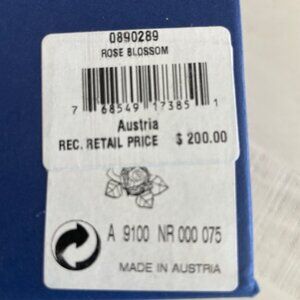 0890289
ROSE BLOSSOM
7 68549 17385 1
Austria
REC. RETAIL PRICE $ 200.00
A 9100 NR 000 075
MADE IN AUSTRIA